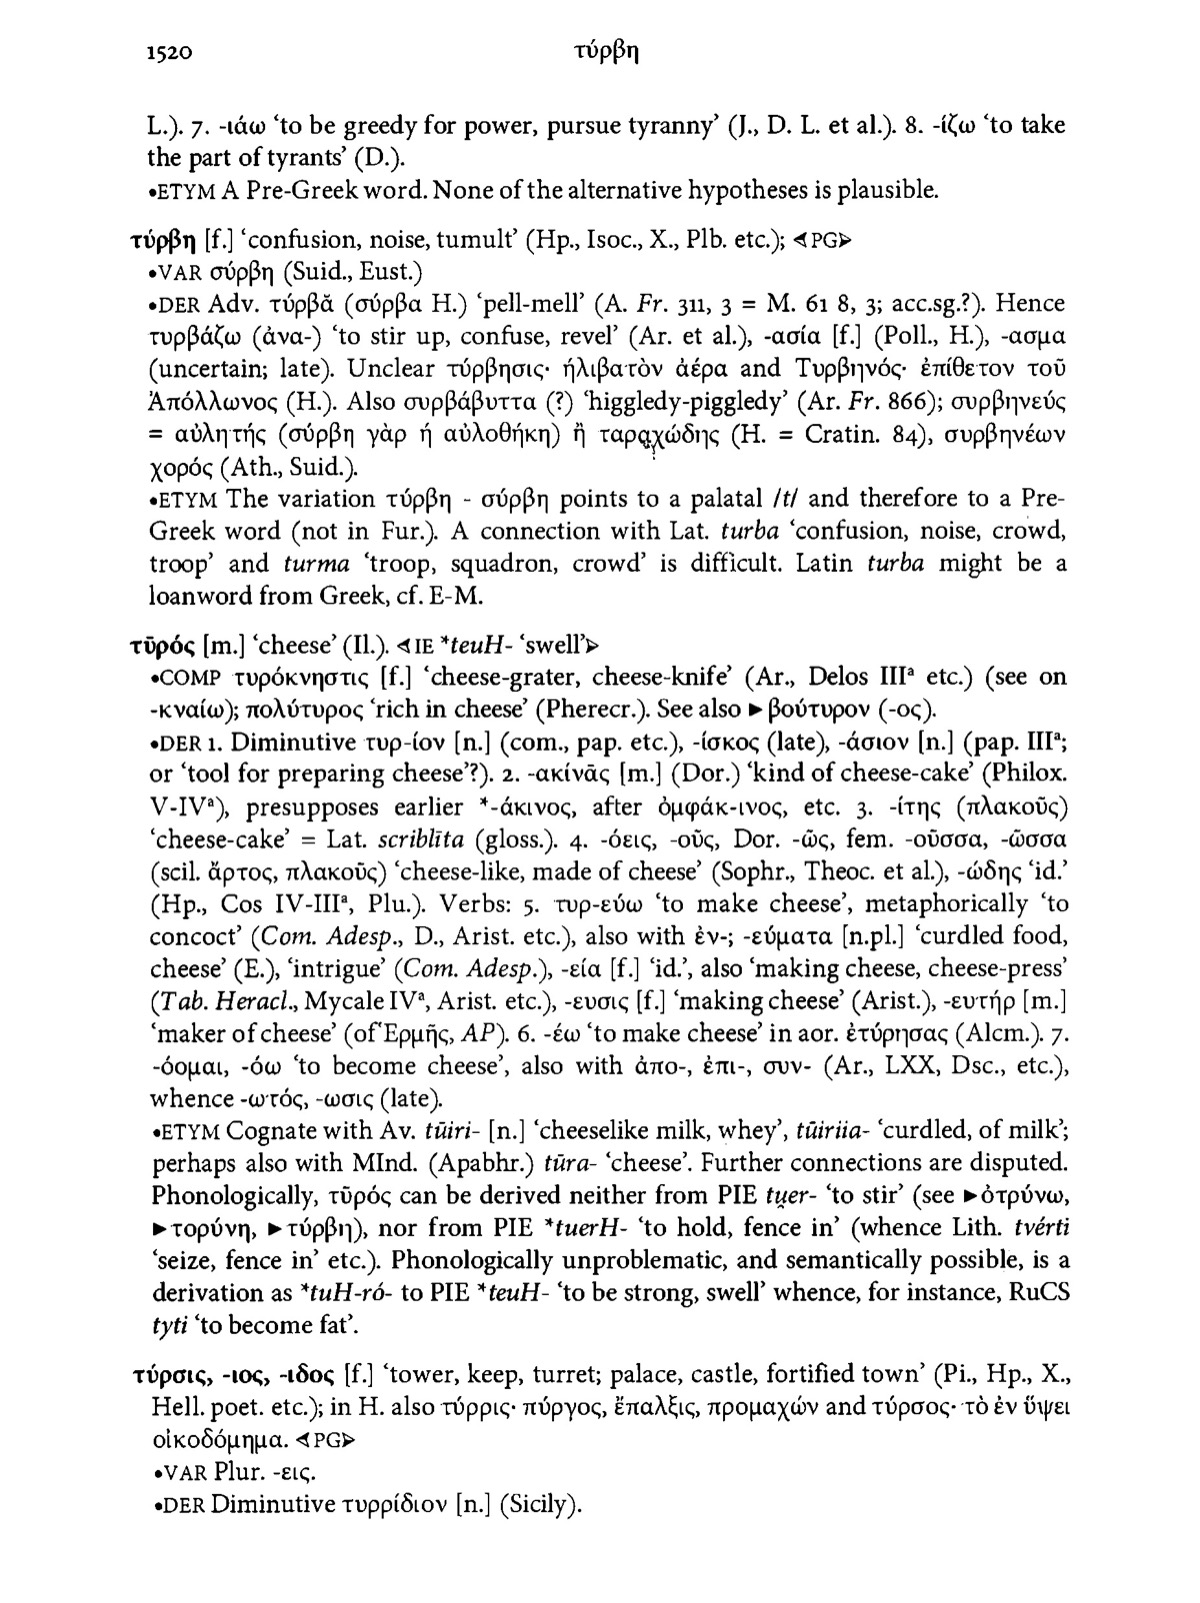 1520 τύρβη
L.). 7. -ιάω ‘to be greedy for power, pursue tyranny’ (J., D. L. et al.). 8. -ίζω ‘to take
the part of tyrants’ (D.).
•ETYM A Pre-Greek word. None of the alternative hypotheses is plausible.
τύρβη [f.] ‘confusion, noise, tumult’ (Hp., Isoc., X., Plb. etc.); ⊲PG⊳
•VAR σύρβη (Suid., Eust.)
•DER Adv. τύρβᾰ (σύρβα H.) ‘pell-mell’ (A. Fr. 311, 3 = M. 61 8, 3; acc.sg.?). Hence
τυρβάζω (ἀνα-) ‘to stir up, confuse, revel’ (Ar. et al.), -ασία [f.] (Poll., H.), -ασμα
(uncertain; late). Unclear τύρβησις· ήλιβατὸν ἀέρα and Τυρβηνός· ἐπίθετον τοῦ
Ἀπόλλωνος (H.). Also συρβάβυττα (?) ‘higgledy-piggledy’ (Ar. Fr. 866); συρβηνεύς
= αὐλητής (σύρβη γὰρ ἡ αὐλοθήκη) ἢ ταραχώδης (H. = Cratin. 84), συρβηνέων
χορός (Ath., Suid.).
•ETYM The variation τύρβη - σύρβη points to a palatal /t/ and therefore to a Pre-
Greek word (not in Fur.). A connection with Lat. turba ‘confusion, noise, crowd,
troop’ and turma ‘troop, squadron, crowd’ is difficult. Latin turba might be a
loanword from Greek, cf. E-M.
τῡρός [m.] ‘cheese’ (Il.). ⊲IE *teuH- ‘swell’⊳
•COMP τυρόκνηστις [f.] ‘cheese-grater, cheese-knife’ (Ar., Delos IIIᵃ etc.) (see on
-κναίω); πολύτυρος ‘rich in cheese’ (Pherecr.). See also ►βούτυρον (-ος).
•DER 1. Diminutive τυρ-ίον [n.] (com., pap. etc.), -ίσκος (late), -άσιον [n.] (pap. IIIᵃ;
or ‘tool for preparing cheese’?). 2. -ακίνᾱς [m.] (Dor.) ‘kind of cheese-cake’ (Philox.
V-IVᵃ), presupposes earlier *-άκινος, after ὀμφάκ-ινος, etc. 3. -ίτης (πλακοῦς)
‘cheese-cake’ = Lat. scriblīta (gloss.). 4. -όεις, -οῦς, Dor. -ῶς, fem. -οῦσσα, -ῶσσα
(scil. ἄρτος, πλακοῦς) ‘cheese-like, made of cheese’ (Sophr., Theoc. et al.), -ώδης ‘id.’
(Hp., Cos IV-IIIᵃ, Plu.). Verbs: 5. τυρ-εύω ‘to make cheese’, metaphorically ‘to
concoct’ (Com. Adesp., D., Arist. etc.), also with ἐν-; -εύματα [n.pl.] ‘curdled food,
cheese’ (E.), ‘intrigue’ (Com. Adesp.), -εία [f.] ‘id.’, also ‘making cheese, cheese-press’
(Tab. Heracl., Mycale IVᵃ, Arist. etc.), -ευσις [f.] ‘making cheese’ (Arist.), -ευτήρ [m.]
‘maker of cheese’ (of Ἑρμῆς, AP). 6. -έω ‘to make cheese’ in aor. ἐτύρησας (Alcm.). 7.
-όομαι, -όω ‘to become cheese’, also with ἀπο-, ἐπι-, συν- (Ar., LXX, Dsc., etc.),
whence -ωτός, -ωσις (late).
•ETYM Cognate with Av. tūiri- [n.] ‘cheeselike milk, whey’, tūiriia- ‘curdled, of milk’;
perhaps also with MInd. (Apabhr.) tūra- ‘cheese’. Further connections are disputed.
Phonologically, τῡρός can be derived neither from PIE tu̯er- ‘to stir’ (see ►ὀτρύνω,
►τορύνη, ►τύρβη), nor from PIE *tuerH- ‘to hold, fence in’ (whence Lith. tvérti
‘seize, fence in’ etc.). Phonologically unproblematic, and semantically possible, is a
derivation as *tuH-ró- to PIE *teuH- ‘to be strong, swell’ whence, for instance, RuCS
tyti ‘to become fat’.
τύρσις, -ιος, -ιδος [f.] ‘tower, keep, turret; palace, castle, fortified town’ (Pi., Hp., X.,
Hell. poet. etc.); in H. also τύρρις· πύργος, ἔπαλξις, προμαχών and τύρσος· τὸ ἐν ὕψει
οἰκοδόμημα. ⊲PG⊳
•VAR Plur. -εις.
•DER Diminutive τυρρίδιον [n.] (Sicily).